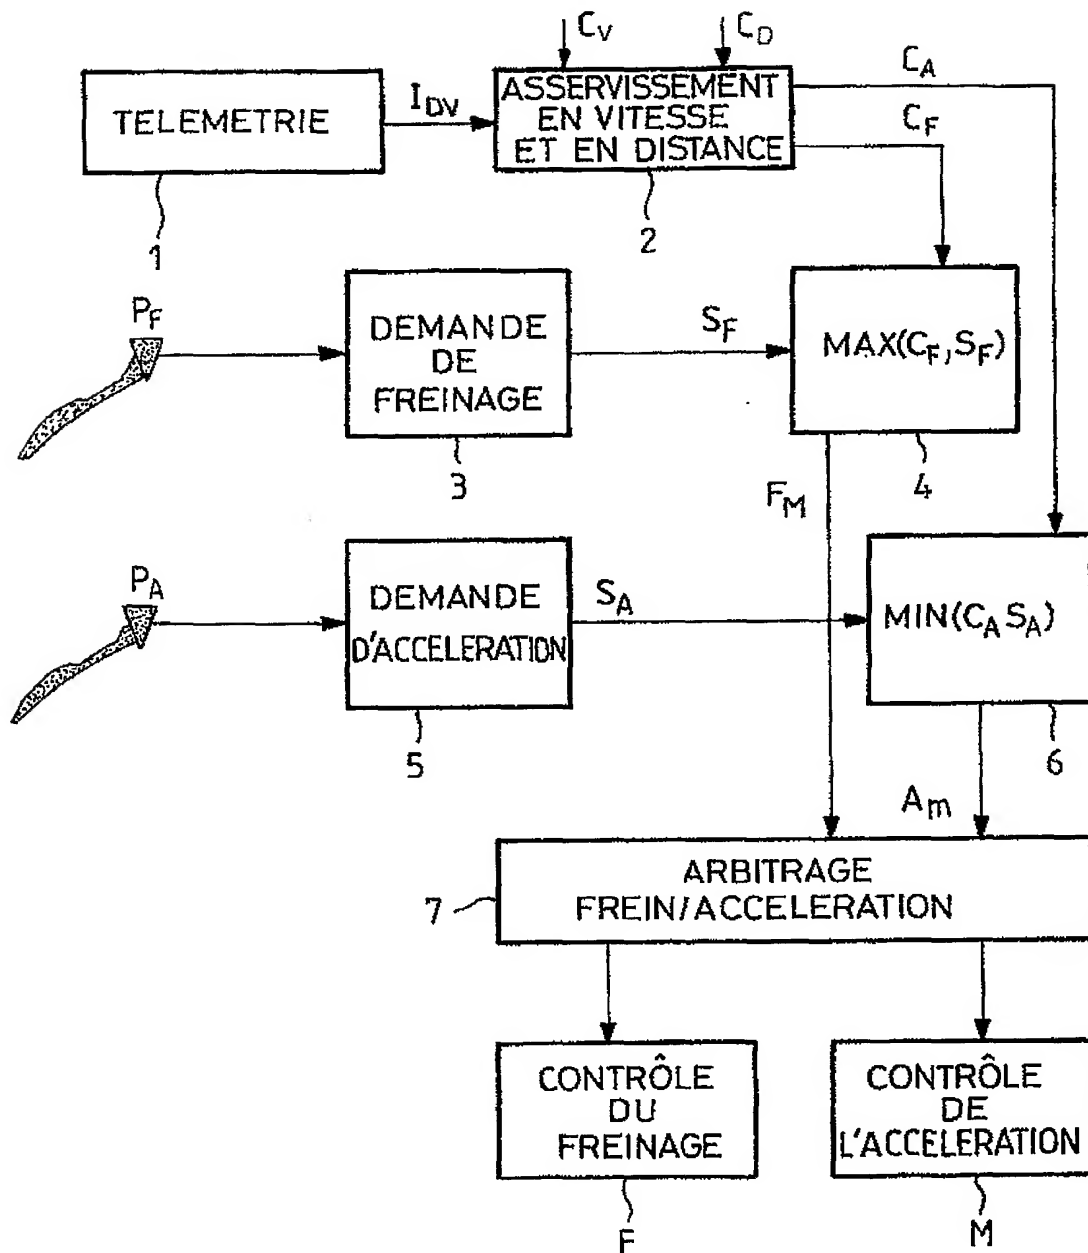 C_V
C_D
TELEMETRIE
I_DV
ASSERVISSEMENT
EN VITESSE
ET EN DISTANCE
C_A
C_F
1
2
P_F
DEMANDE
DE
FREINAGE
S_F
MAX(C_F, S_F)
3
4
F_M
P_A
DEMANDE
D'ACCELERATION
S_A
MIN(C_A S_A)
5
6
A_m
ARBITRAGE
FREIN/ACCELERATION
7
CONTRÔLE
DU
FREINAGE
CONTRÔLE
DE
L'ACCELERATION
F
M